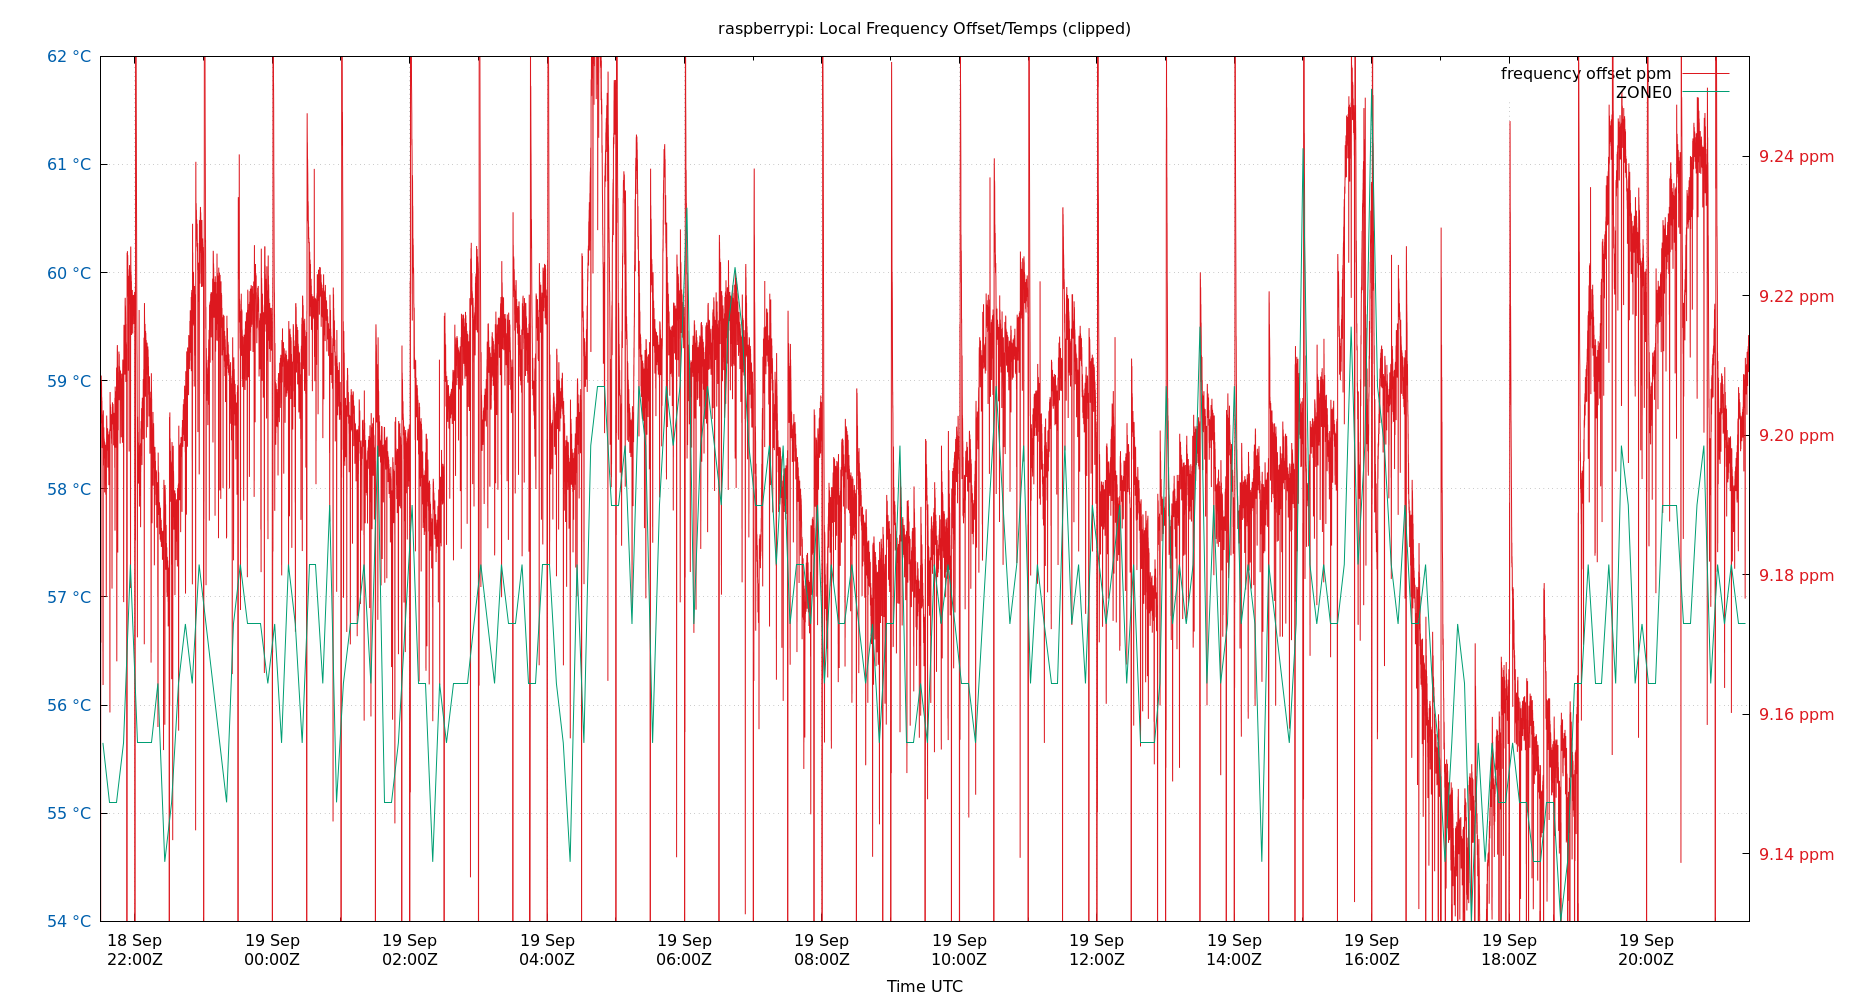 raspberrypi: Local Frequency Offset/Temps (clipped)
62 °C
61 °C
60 °C
59 °C
58 °C
57 °C
56 °C
55 °C
54 °C
frequency offset ppm
ZONE0
9.24 ppm
9.22 ppm
9.20 ppm
9.18 ppm
9.16 ppm
9.14 ppm
18 Sep
22:00Z
19 Sep
00:00Z
19 Sep
02:00Z
19 Sep
04:00Z
19 Sep
06:00Z
19 Sep
08:00Z
19 Sep
10:00Z
19 Sep
12:00Z
19 Sep
14:00Z
19 Sep
16:00Z
19 Sep
18:00Z
19 Sep
20:00Z
Time UTC